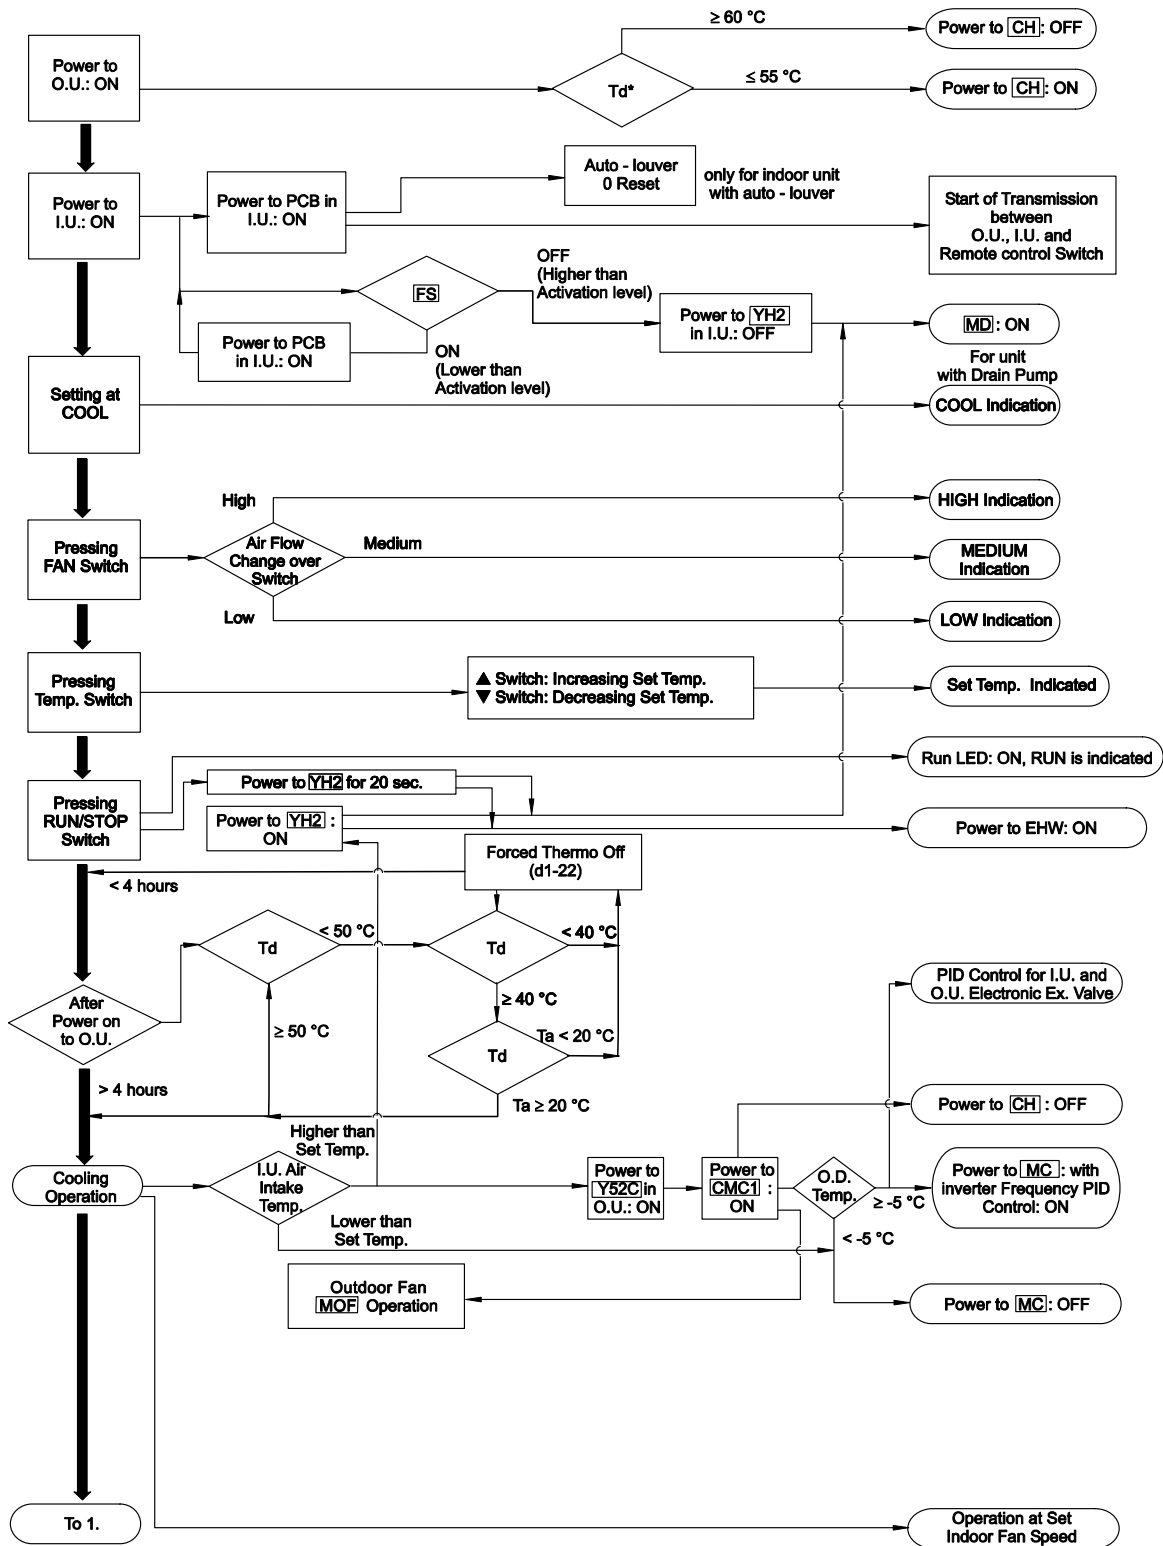 ≥ 60 °C
Power to CH : OFF
Power to
O.U.: ON
Td*
≤ 55 °C
Power to CH : ON
Power to
I.U.: ON
Power to PCB in
I.U.: ON
Auto - louver
0 Reset
only for indoor unit
with auto - louver
Start of Transmission
between
O.U., I.U. and
Remote control Switch
FS
OFF
(Higher than
Activation level)
Power to YH2
in I.U.: OFF
MD : ON
For unit
with Drain Pump
Power to PCB
in I.U.: ON
ON
(Lower than
Activation level)
Setting at
COOL
COOL Indication
High
HIGH Indication
Pressing
FAN Switch
Air Flow
Change over
Switch
Medium
MEDIUM
Indication
Low
LOW Indication
Pressing
Temp. Switch
▲ Switch: Increasing Set Temp.
▼ Switch: Decreasing Set Temp.
Set Temp. Indicated
Run LED: ON, RUN is indicated
Pressing
RUN/STOP
Switch
Power to YH2 for 20 sec.
Power to YH2 :
ON
Power to EHW: ON
Forced Thermo Off
(d1-22)
< 4 hours
Td
< 50 °C
Td
< 40 °C
≥ 50 °C
≥ 40 °C
Td
Ta < 20 °C
Ta ≥ 20 °C
After
Power on
to O.U.
> 4 hours
PID Control for I.U. and
O.U. Electronic Ex. Valve
Power to CH : OFF
Cooling
Operation
Higher than
Set Temp.
I.U. Air
Intake
Temp.
Lower than
Set Temp.
Power to
Y52C in
O.U.: ON
Power to
CMC1 :
ON
O.D.
Temp.
≥ -5 °C
Power to MC : with
inverter Frequency PID
Control: ON
< -5 °C
Outdoor Fan
MOF Operation
Power to MC : OFF
To 1.
Operation at Set
Indoor Fan Speed